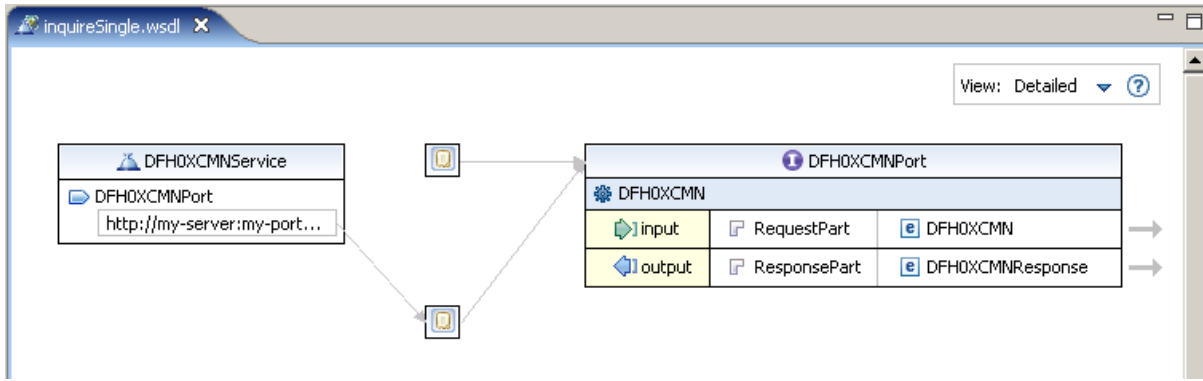 inquireSingle.wsdl
View: Detailed
DFH0XCMNService
DFH0XCMNPort
http://my-server:my-port...
DFH0XCMNPort
DFH0XCMN
input RequestPart e DFH0XCMN
output ResponsePart e DFH0XCMNResponse